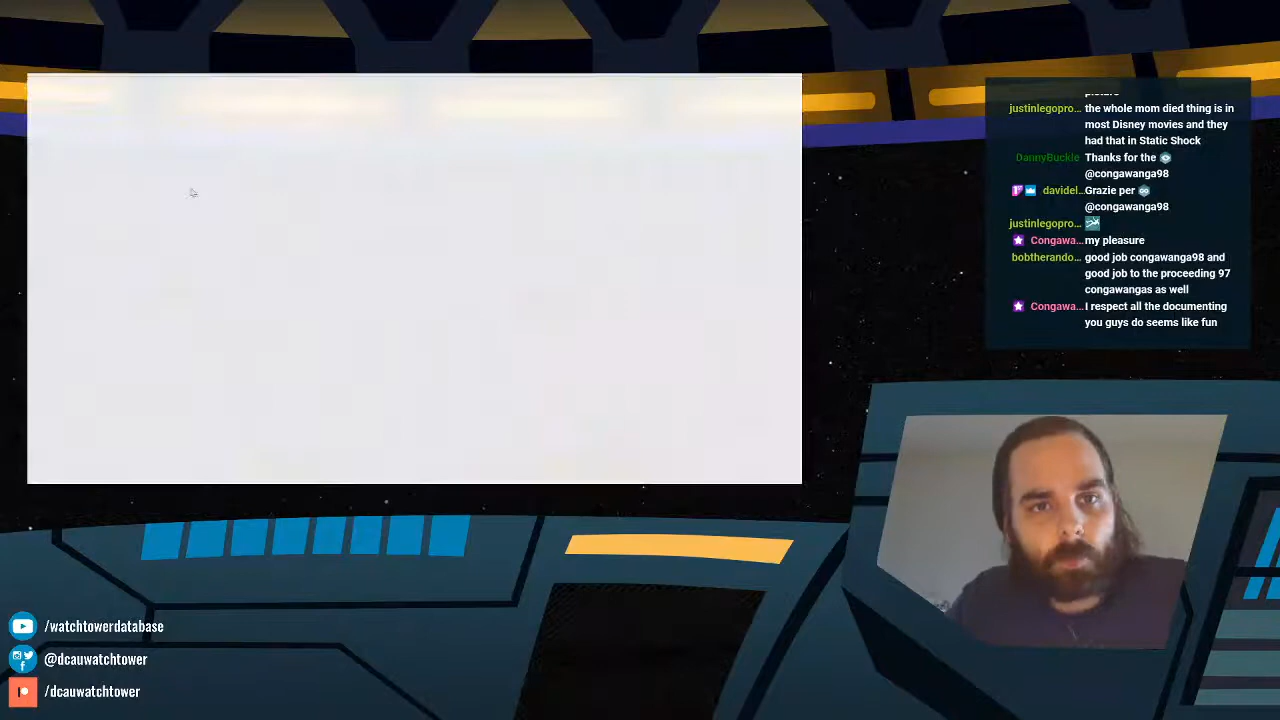 justinlegopro... the whole mom died thing is in
most Disney movies and they
had that in Static Shock
DannyBuckle Thanks for the
@congawanga98
davidel... Grazie per
@congawanga98
justinlegopro...
Congawa... my pleasure
bobtherando... good job congawanga98 and
good job to the proceeding 97
congawangas as well
Congawa... I respect all the documenting
you guys do seems like fun
/watchtowerdatabase
@dcauwatchtower
/dcauwatchtower